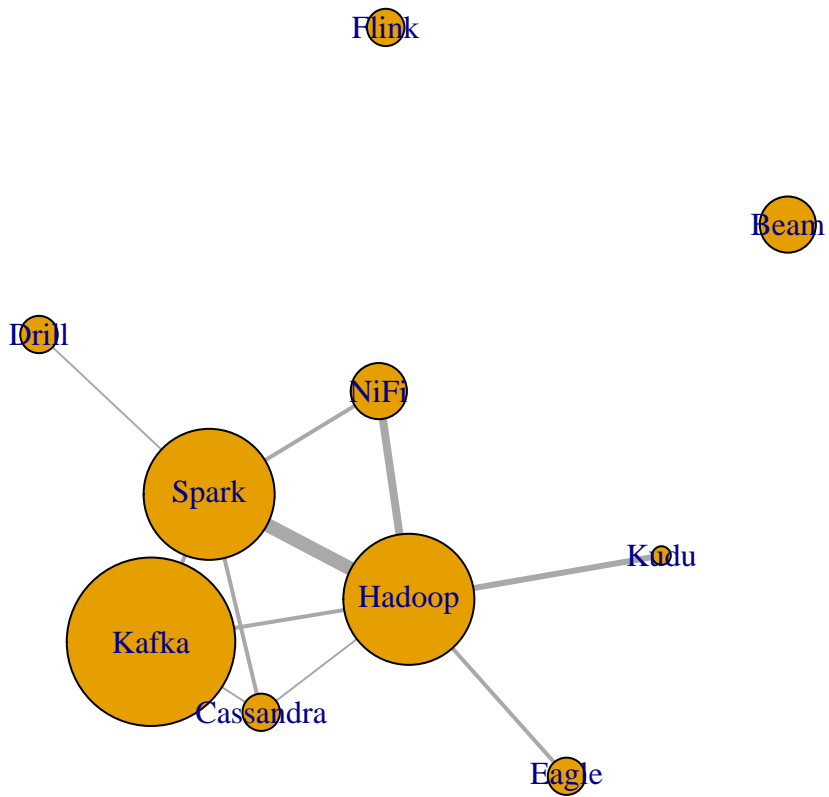 Flink
Beam
Drill
NiFi
Spark
Kudu
Hadoop
Kafka
Cassandra
Eagle